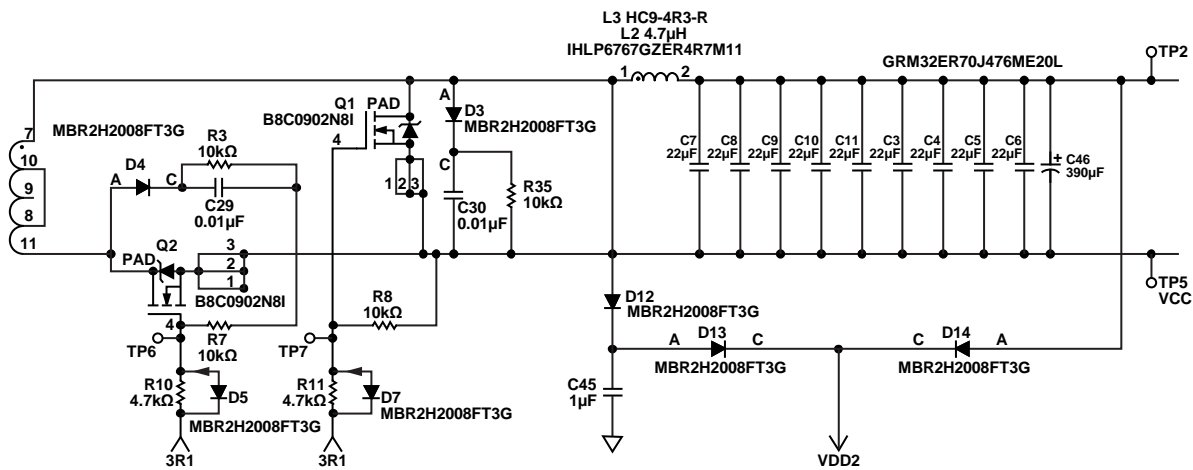 L3 HC9-4R3-R
L2 4.7µH
IHLP6767GZER4R7M11
1 2
GRM32ER70J476ME20L
TP2
7
10
9
8
11
MBR2H2008FT3G
R3
10kΩ
D4
A
C
C29
0.01µF
Q1
PAD
B8C0902N8I
4
1 2 3
A
D3
MBR2H2008FT3G
C
C30
0.01µF
R35
10kΩ
C7
22µF
C8
22µF
C9
22µF
C10
22µF
C11
22µF
C3
22µF
C4
22µF
C5
22µF
C6
22µF
+
C46
390µF
Q2
PAD
3
2
1
B8C0902N8I
4
R7
10kΩ
TP6
R10
4.7kΩ
D5
MBR2H2008FT3G
3R1
R8
10kΩ
TP7
R11
4.7kΩ
D7
MBR2H2008FT3G
3R1
D12
MBR2H2008FT3G
A
D13
C
MBR2H2008FT3G
C
D14
A
MBR2H2008FT3G
C45
1µF
VDD2
TP5
VCC